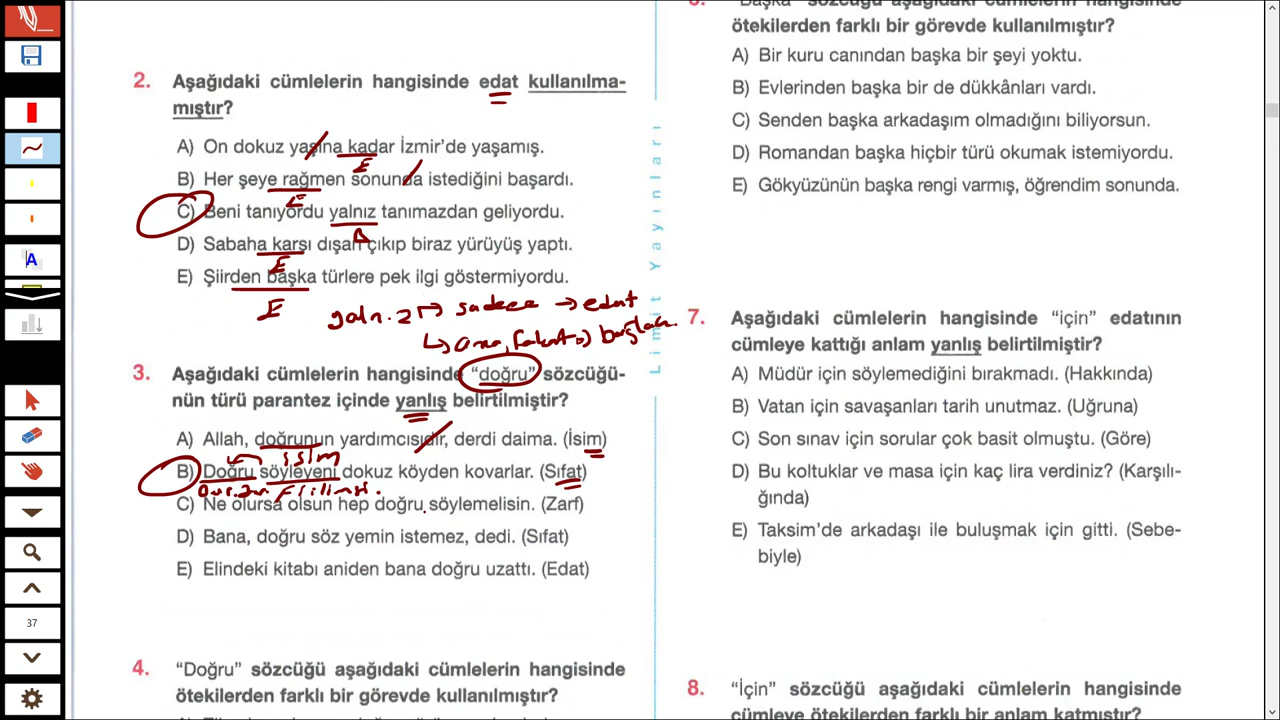 2. Aşağıdaki cümlelerin hangisinde edat kullanılma-
mıştır?
A) On dokuz yaşına kadar İzmir'de yaşamış.
E
B) Her şeye rağmen sonunda istediğini başardı.
E
C) Beni tanıyordu yalnız tanımazdan geliyordu.
B
D) Sabaha karşı dışarı çıkıp biraz yürüyüş yaptı.
E
E) Şiirden başka türlere pek ilgi göstermiyordu.
E
yalnız → sadece → edat
↳ ama, fakat → bağlaç.
3. Aşağıdaki cümlelerin hangisinde "doğru" sözcüğü-
nün türü parantez içinde yanlış belirtilmiştir?
A) Allah, doğrunun yardımcısıdır, derdi daima. (İsim)
isim
B) Doğru söyleyeni dokuz köyden kovarlar. (Sıfat)
C) Ne olursa olsun hep doğru söylemelisin. (Zarf)
D) Bana, doğru söz yemin istemez, dedi. (Sıfat)
E) Elindeki kitabı aniden bana doğru uzattı. (Edat)
4. "Doğru" sözcüğü aşağıdaki cümlelerin hangisinde
ötekilerden farklı bir görevde kullanılmıştır?
Limit Yayınları
sözcüğü aşağıdaki cümlelerin hangisinde
ötekilerden farklı bir görevde kullanılmıştır?
A) Bir kuru canından başka bir şeyi yoktu.
B) Evlerinden başka bir de dükkânları vardı.
C) Senden başka arkadaşım olmadığını biliyorsun.
D) Romandan başka hiçbir türü okumak istemiyordu.
E) Gökyüzünün başka rengi varmış, öğrendim sonunda.
7. Aşağıdaki cümlelerin hangisinde "için" edatının
cümleye kattığı anlam yanlış belirtilmiştir?
A) Müdür için söylemediğini bırakmadı. (Hakkında)
B) Vatan için savaşanları tarih unutmaz. (Uğruna)
C) Son sınav için sorular çok basit olmuştu. (Göre)
D) Bu koltuklar ve masa için kaç lira verdiniz? (Karşılı-
ğında)
E) Taksim'de arkadaşı ile buluşmak için gitti. (Sebe-
biyle)
8. "İçin" sözcüğü aşağıdaki cümlelerin hangisinde
cümleye ötekilerden farklı bir anlam katmıştır?
A
37